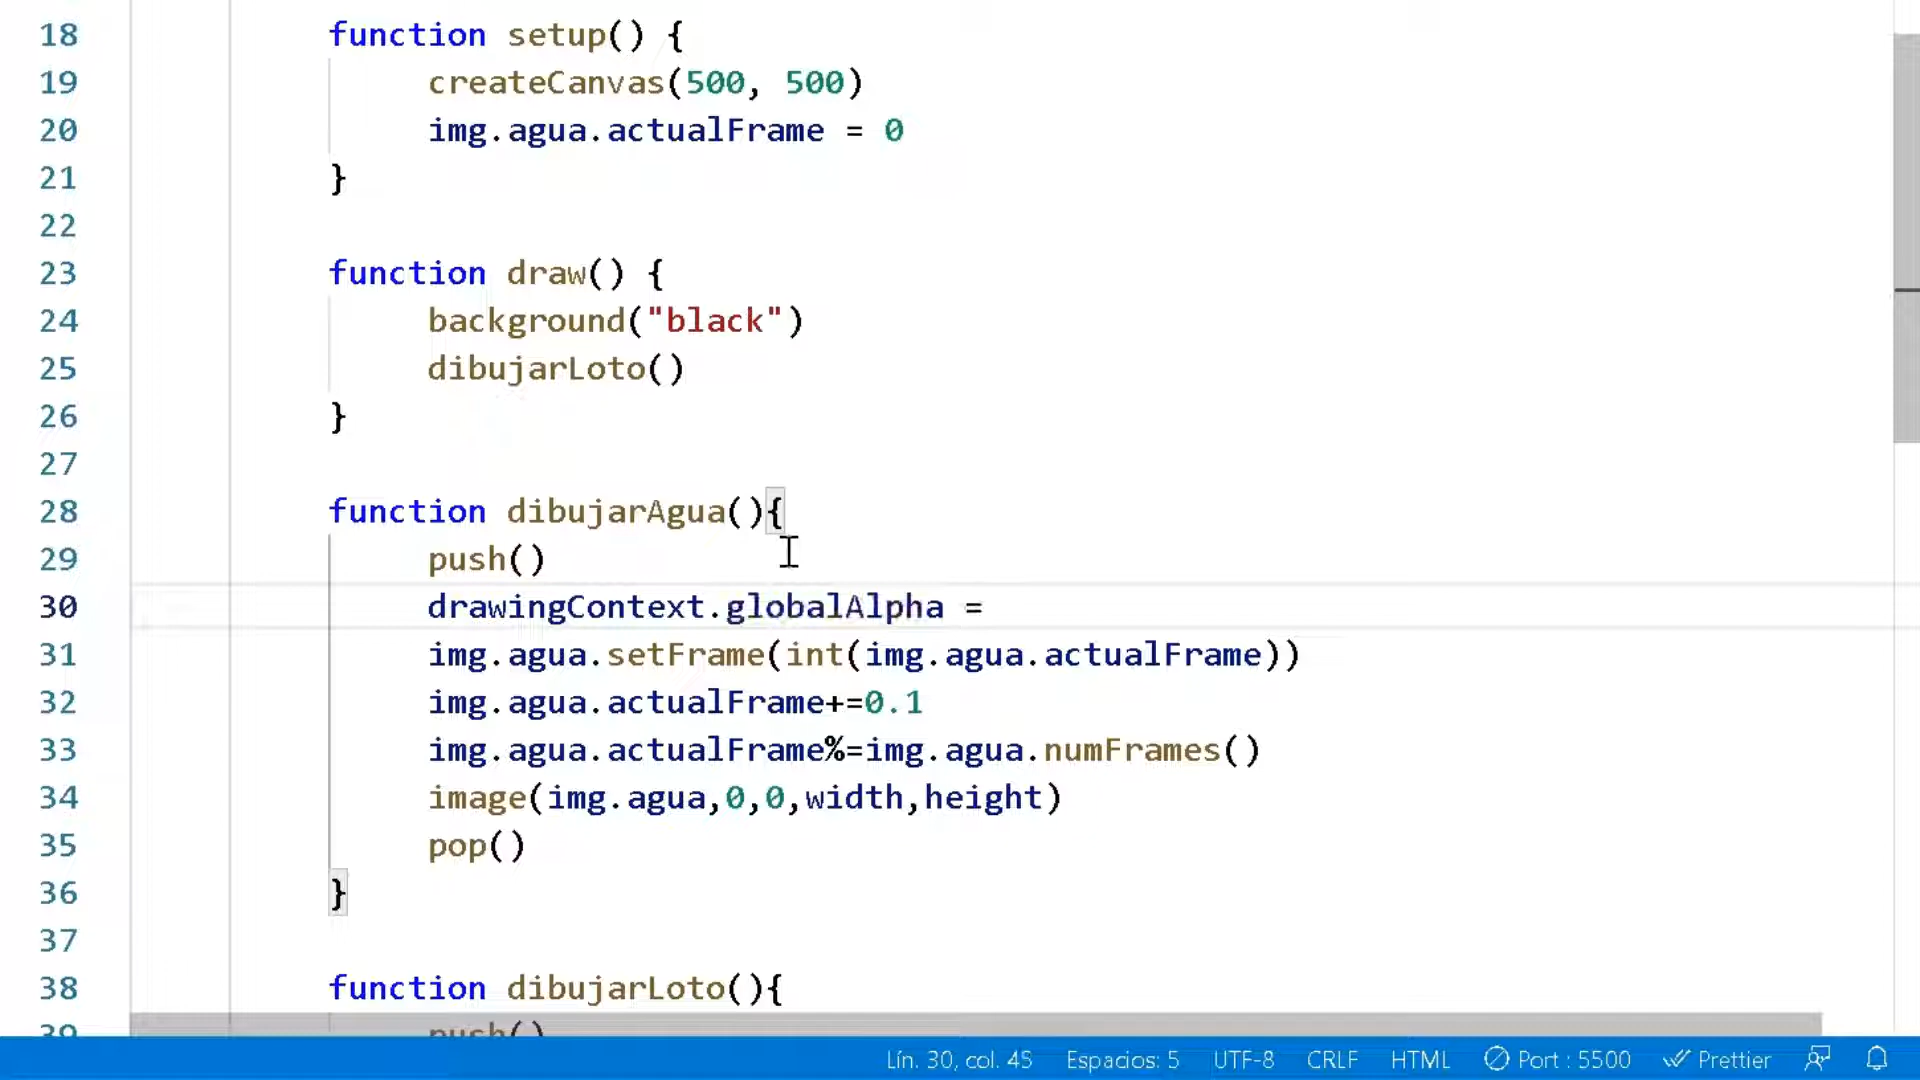 18 function setup() {
19 createCanvas(500, 500)
20 img.agua.actualFrame = 0
21 }
22
23 function draw() {
24 background("black")
25 dibujarLoto()
26 }
27
28 function dibujarAgua(){
29 push()
30 drawingContext.globalAlpha =
31 img.agua.setFrame(int(img.agua.actualFrame))
32 img.agua.actualFrame+=0.1
33 img.agua.actualFrame%=img.agua.numFrames()
34 image(img.agua,0,0,width,height)
35 pop()
36 }
37
38 function dibujarLoto(){
39 push()
Lín. 30, col. 45 Espacios: 5 UTF-8 CRLF HTML Port : 5500 Prettier